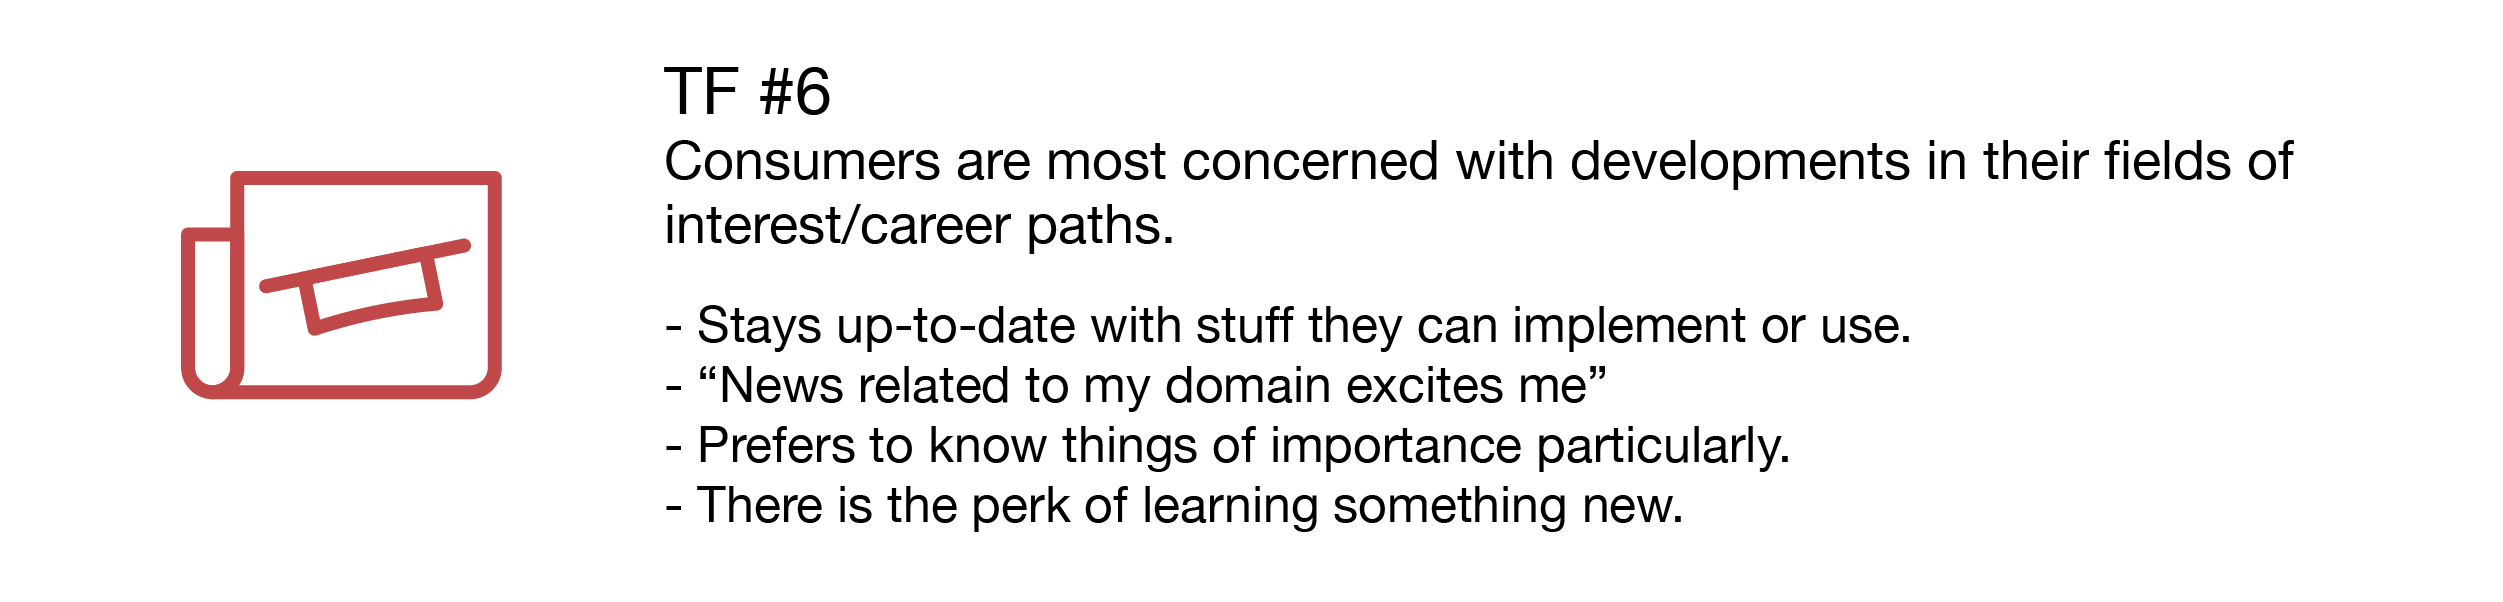 TF #6
Consumers are most concerned with developments in their fields of
interest/career paths.
- Stays up-to-date with stuff they can implement or use.
- “News related to my domain excites me”
- Prefers to know things of importance particularly.
- There is the perk of learning something new.